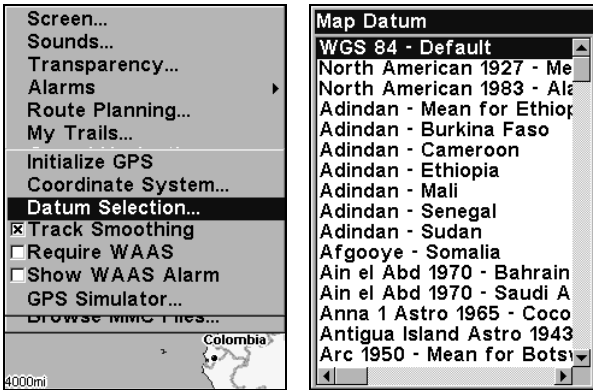 Screen...
Sounds...
Transparency...
Alarms
Route Planning...
My Trails...
Initialize GPS
Coordinate System...
Datum Selection...
Track Smoothing
Require WAAS
Show WAAS Alarm
GPS Simulator...
Browse MMC Files...
Colombia
4000mi
Map Datum
WGS 84 - Default
North American 1927 - Me
North American 1983 - Ala
Adindan - Mean for Ethiop
Adindan - Burkina Faso
Adindan - Cameroon
Adindan - Ethiopia
Adindan - Mali
Adindan - Senegal
Adindan - Sudan
Afgooye - Somalia
Ain el Abd 1970 - Bahrain
Ain el Abd 1970 - Saudi A
Anna 1 Astro 1965 - Coco
Antigua Island Astro 1943
Arc 1950 - Mean for Bots